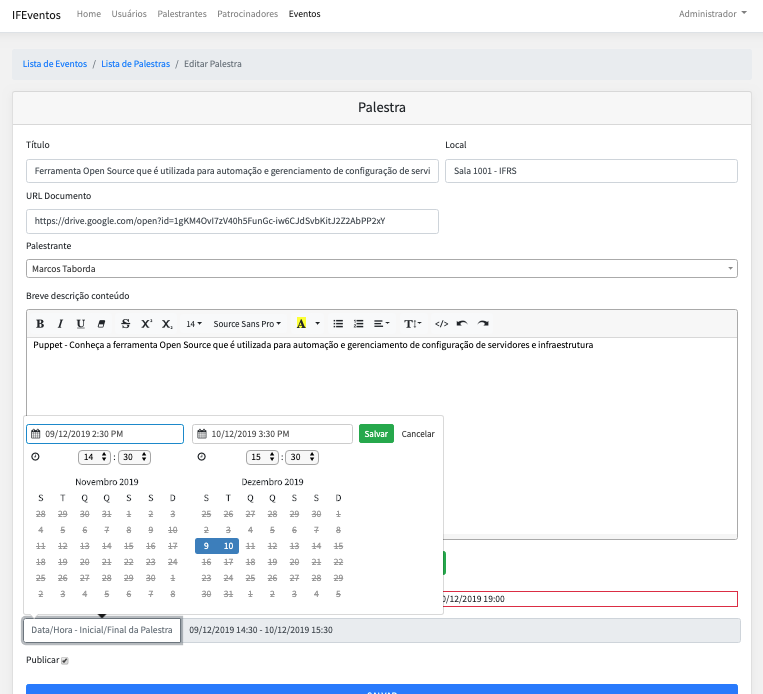 IFEventos Home Usuários Palestrantes Patrocinadores Eventos Administrador
Lista de Eventos / Lista de Palestras / Editar Palestra
Palestra
Título Local
Ferramenta Open Source que é utilizada para automação e gerenciamento de configuração de servi Sala 1001 - IFRS
URL Documento
https://drive.google.com/open?id=1gKM4OvI7zV40h5FunGc-iw6CJdSvbKitJ2Z2AbPP2xY
Palestrante
Marcos Taborda
Breve descrição conteúdo
B I U S X² X₂ 14 Source Sans Pro A T </>
Puppet - Conheça a ferramenta Open Source que é utilizada para automação e gerenciamento de configuração de servidores e infraestrutura
09/12/2019 2:30 PM 10/12/2019 3:30 PM Salvar Cancelar
14 : 30 15 : 30
Novembro 2019 Dezembro 2019
S T Q Q S S D S T Q Q S S D
28 29 30 31 1 2 3 25 26 27 28 29 30 1
4 5 6 7 8 9 10 2 3 4 5 6 7 8
11 12 13 14 15 16 17 9 10 11 12 13 14 15
18 19 20 21 22 23 24 16 17 18 19 20 21 22
25 26 27 28 29 30 1 23 24 25 26 27 28 29
2 3 4 5 6 7 8 30 31 1 2 3 4 5
/12/2019 19:00
Data/Hora - Inicial/Final da Palestra 09/12/2019 14:30 - 10/12/2019 15:30
Publicar
SALVAR